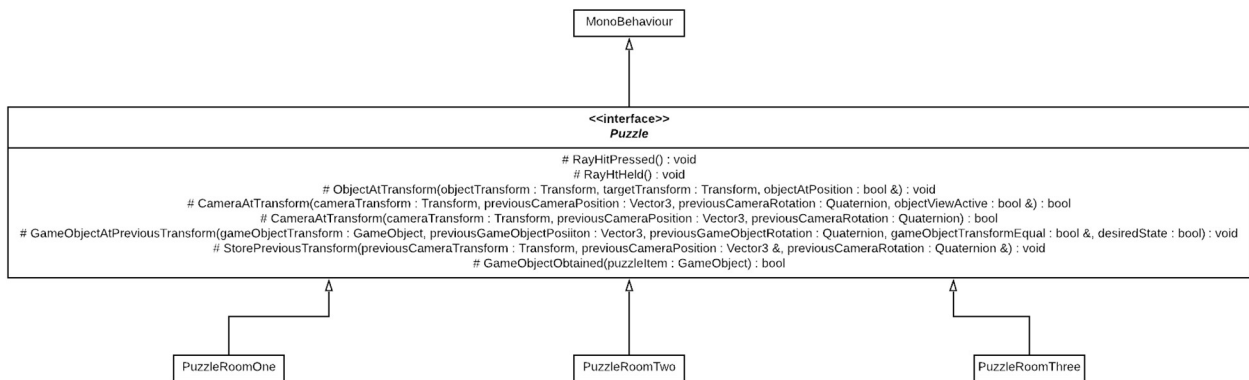 MonoBehaviour
<<interface>>
Puzzle
# RayHitPressed() : void
# RayHtHeld() : void
# ObjectAtTransform(objectTransform : Transform, targetTransform : Transform, objectAtPosition : bool &) : void
# CameraAtTransform(cameraTransform : Transform, previousCameraPosition : Vector3, previousCameraRotation : Quaternion, objectViewActive : bool &) : bool
# CameraAtTransform(cameraTransform : Transform, previousCameraPosition : Vector3, previousCameraRotation : Quaternion) : bool
# GameObjectAtPreviousTransform(gameObjectTransform : GameObject, previousGameObjectPosiiton : Vector3, previousGameObjectRotation : Quaternion, gameObjectTransformEqual : bool &, desiredState : bool) : void
# StorePreviousTransform(previousCameraTransform : Transform, previousCameraPosition : Vector3 &, previousCameraRotation : Quaternion &) : void
# GameObjectObtained(puzzleItem : GameObject) : bool
PuzzleRoomOne
PuzzleRoomTwo
PuzzleRoomThree